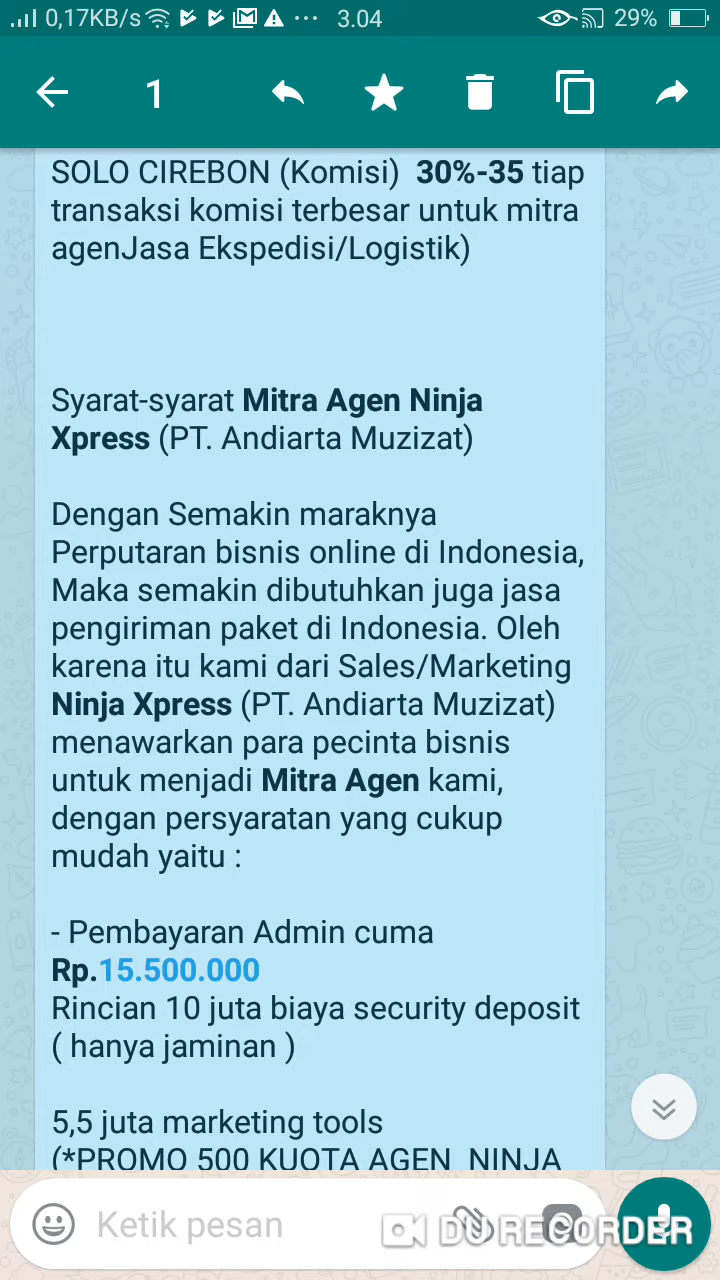 0,17KB/s 3.04 29%
1
SOLO CIREBON (Komisi) 30%-35 tiap
transaksi komisi terbesar untuk mitra
agenJasa Ekspedisi/Logistik)
Syarat-syarat Mitra Agen Ninja
Xpress (PT. Andiarta Muzizat)
Dengan Semakin maraknya
Perputaran bisnis online di Indonesia,
Maka semakin dibutuhkan juga jasa
pengiriman paket di Indonesia. Oleh
karena itu kami dari Sales/Marketing
Ninja Xpress (PT. Andiarta Muzizat)
menawarkan para pecinta bisnis
untuk menjadi Mitra Agen kami,
dengan persyaratan yang cukup
mudah yaitu :
- Pembayaran Admin cuma
Rp.15.500.000
Rincian 10 juta biaya security deposit
( hanya jaminan )
5,5 juta marketing tools
(*PROMO 500 KUOTA AGEN NINJA
Ketik pesan
DU RECORDER